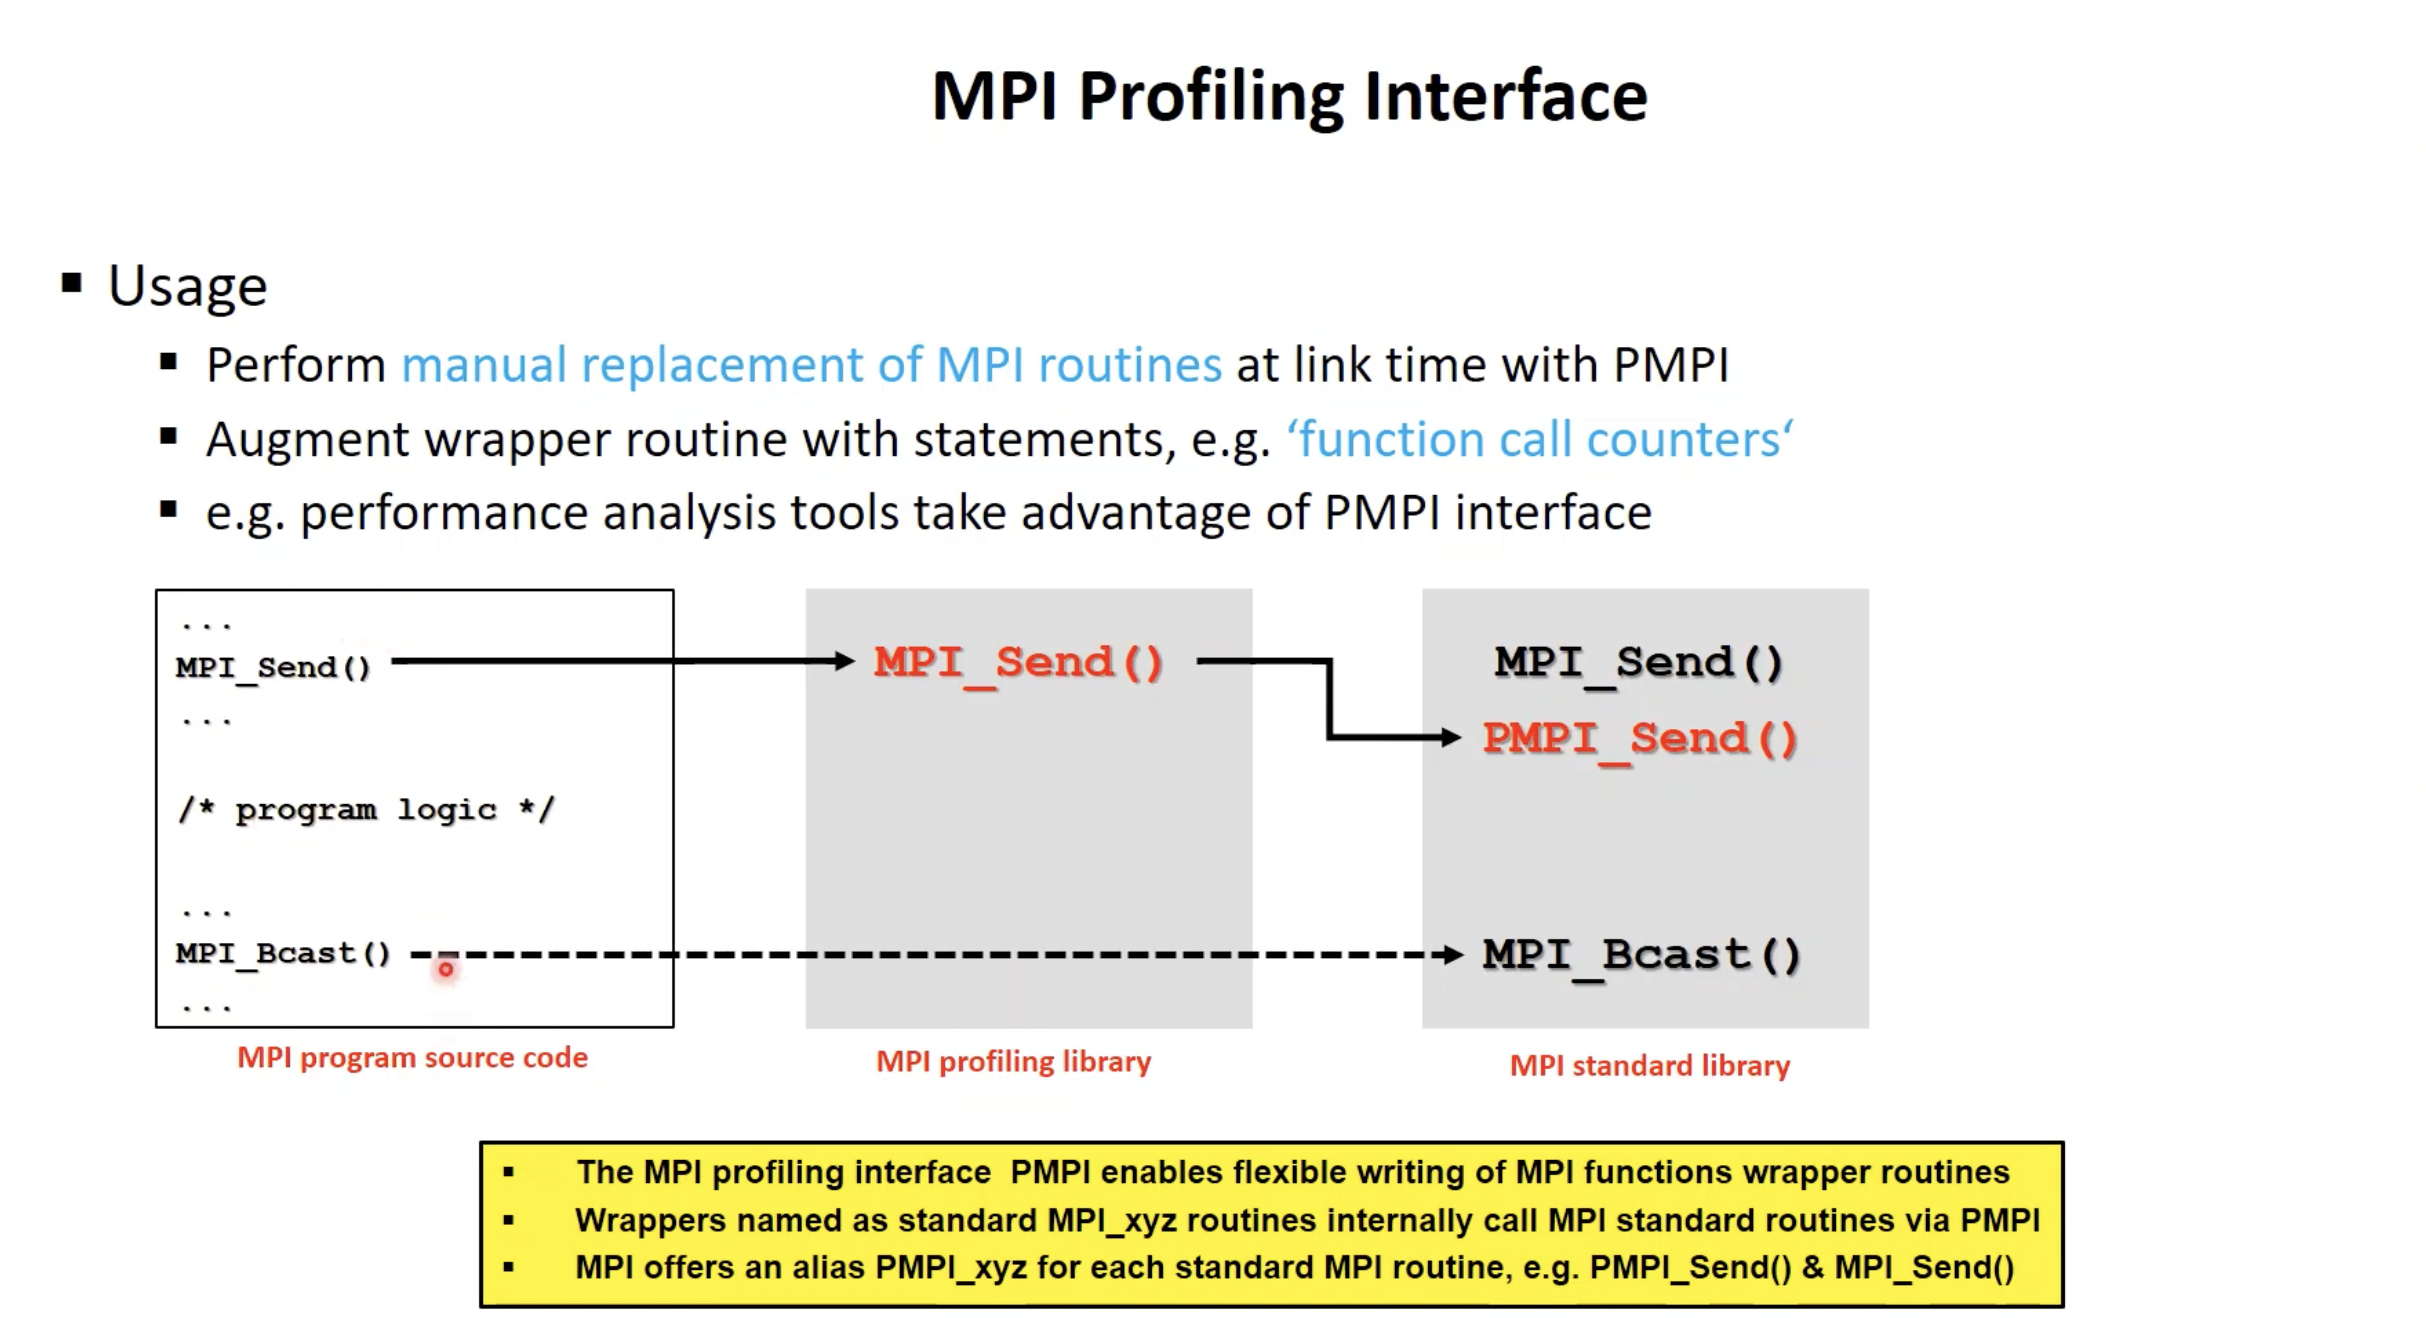 MPI Profiling Interface
▪ Usage
▪ Perform manual replacement of MPI routines at link time with PMPI
▪ Augment wrapper routine with statements, e.g. ‘function call counters‘
▪ e.g. performance analysis tools take advantage of PMPI interface
...
MPI_Send()
...
/* program logic */
...
MPI_Bcast()
...
MPI program source code
MPI_Send()
MPI profiling library
MPI_Send()
PMPI_Send()
MPI_Bcast()
MPI standard library
▪ The MPI profiling interface  PMPI enables flexible writing of MPI functions wrapper routines
▪ Wrappers named as standard MPI_xyz routines internally call MPI standard routines via PMPI
▪ MPI offers an alias PMPI_xyz for each standard MPI routine, e.g. PMPI_Send() & MPI_Send()